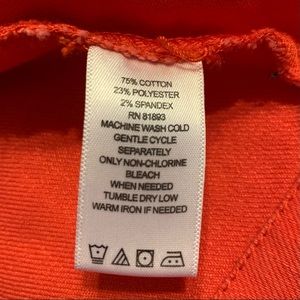 75% COTTON
23% POLYESTER
2% SPANDEX
RN 81893
MACHINE WASH COLD
GENTLE CYCLE
SEPARATELY
ONLY NON-CHLORINE
BLEACH
WHEN NEEDED
TUMBLE DRY LOW
WARM IRON IF NEEDED